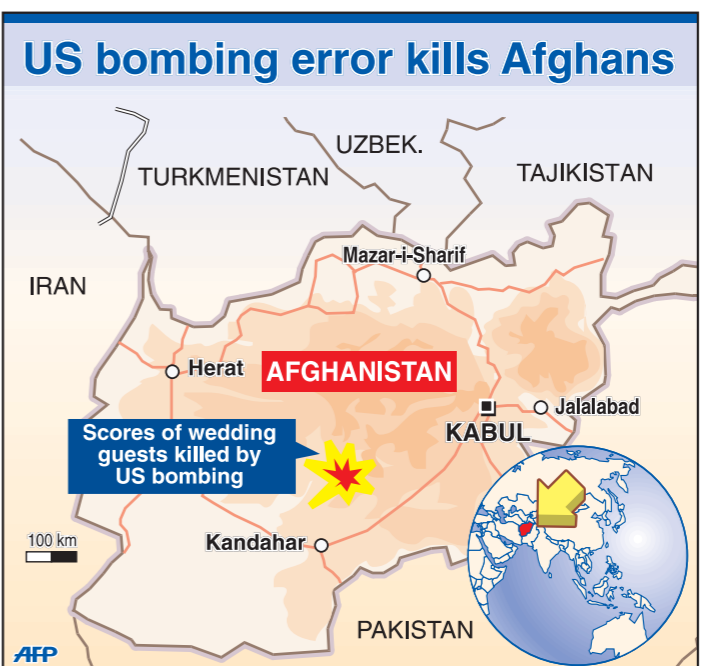 US bombing error kills Afghans
UZBEK.
TURKMENISTAN
TAJIKISTAN
Mazar-i-Sharif
IRAN
Herat
AFGHANISTAN
Jalalabad
KABUL
Scores of wedding
guests killed by
US bombing
100 km
Kandahar
PAKISTAN
AFP